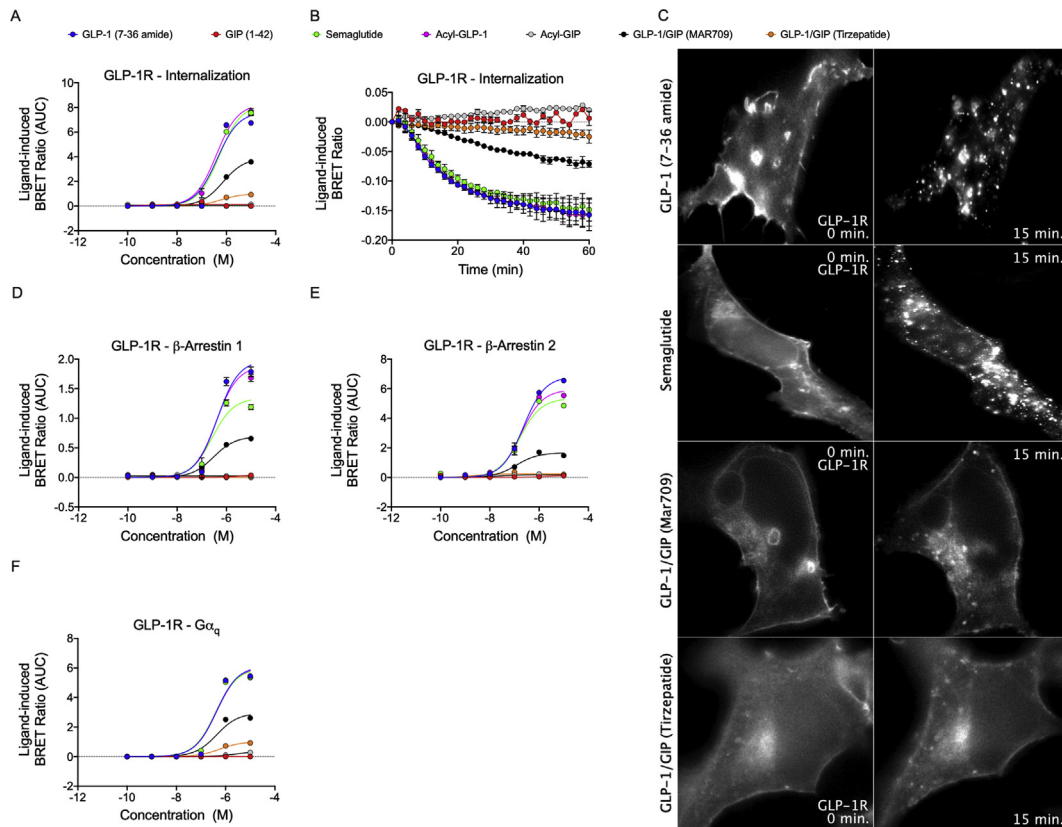 A
B
C
GLP-1 (7-36 amide)
GIP (1-42)
Semaglutide
Acyl-GLP-1
Acyl-GIP
GLP-1/GIP (MAR709)
GLP-1/GIP (Tirzepatide)
GLP-1R - Internalization
Ligand-induced
BRET Ratio (AUC)
10
8
6
4
2
0
-2
-12
-10
-8
-6
-4
Concentration (M)
GLP-1R - Internalization
Ligand-induced
BRET Ratio
0.05
0.00
-0.05
-0.10
-0.15
-0.20
0
20
40
60
Time (min)
GLP-1 (7-36 amide)
GLP-1R
0 min.
15 min.
Semaglutide
0 min.
GLP-1R
15 min.
GLP-1/GIP (Mar709)
0 min.
GLP-1R
15 min.
GLP-1/GIP (Tirzepatide)
GLP-1R
0 min.
15 min.
D
GLP-1R - β-Arrestin 1
Ligand-induced
BRET Ratio (AUC)
2.0
1.5
1.0
0.5
0.0
-0.5
-12
-10
-8
-6
-4
Concentration (M)
E
GLP-1R - β-Arrestin 2
Ligand-induced
BRET Ratio (AUC)
8
6
4
2
0
-2
-12
-10
-8
-6
-4
Concentration (M)
F
GLP-1R - Gαq
Ligand-induced
BRET Ratio (AUC)
8
6
4
2
0
-2
-12
-10
-8
-6
-4
Concentration (M)